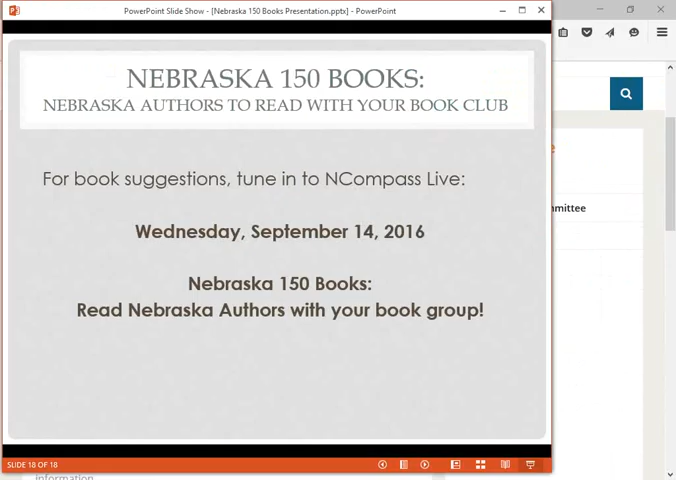 PowerPoint Slide Show - [Nebraska 150 Books Presentation.pptx] - PowerPoint
NEBRASKA 150 BOOKS:
NEBRASKA AUTHORS TO READ WITH YOUR BOOK CLUB
For book suggestions, tune in to NCompass Live:
mmittee
Wednesday, September 14, 2016
Nebraska 150 Books:
Read Nebraska Authors with your book group!
SLIDE 18 OF 18
information